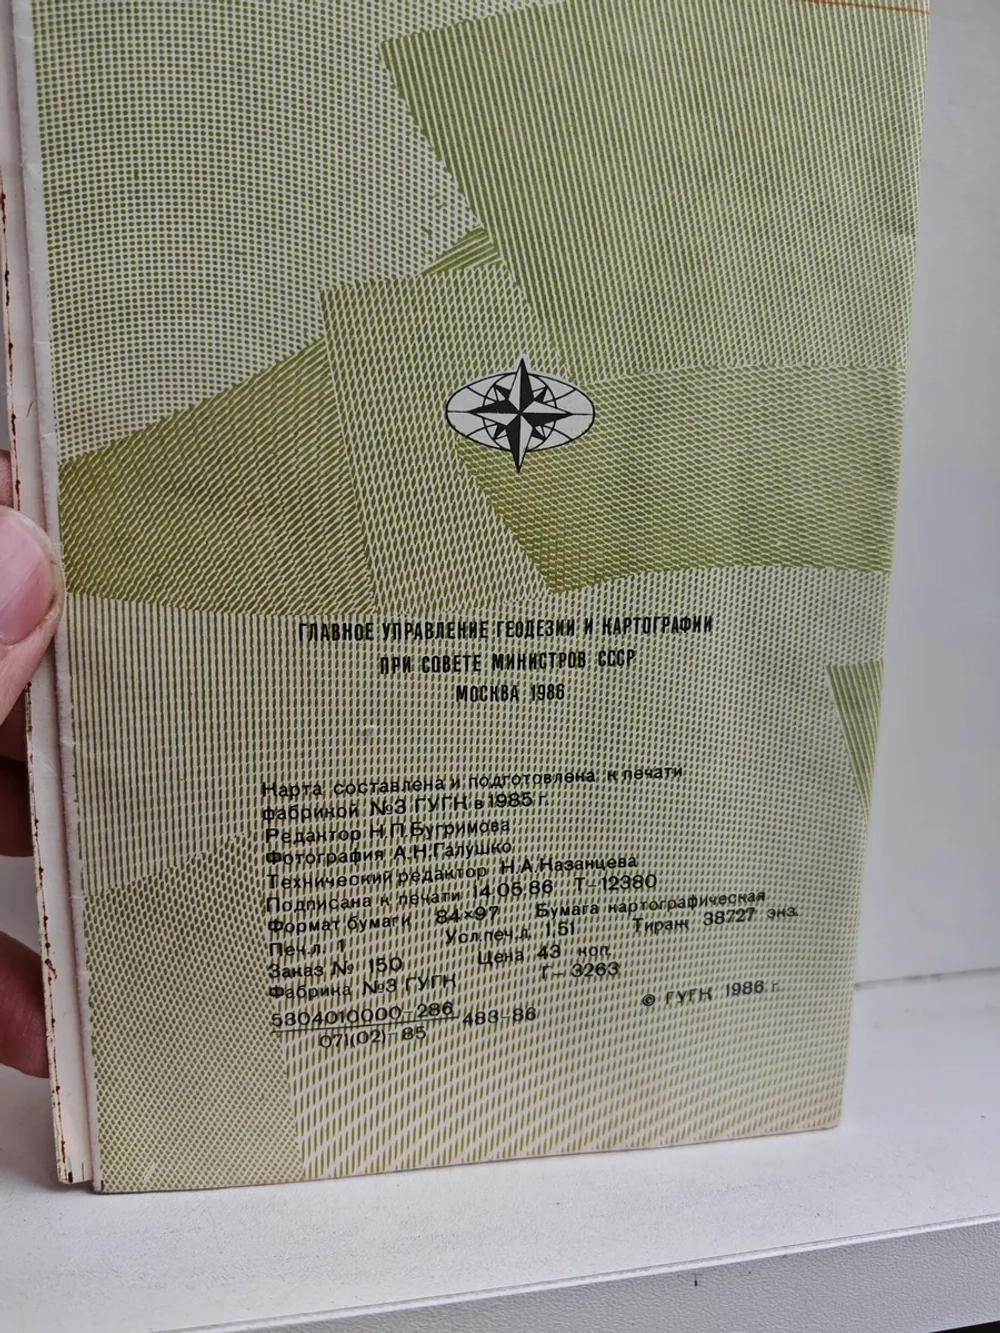 ГЛАВНОЕ УПРАВЛЕНИЕ ГЕОДЕЗИИ И КАРТОГРАФИИ
ПРИ СОВЕТЕ МИНИСТРОВ СССР
МОСКВА 1986
Карта составлена и подготовлена к печати
фабрикой №3 ГУГК в 1985 г.
Редактор Н.П.Бугримова
Фотография А.Н.Галушко
Технический редактор Н.А.Казанцева
Подписана к печати 14.05.86 Т-12380
Формат бумаги 84×97 Бумага картографическая
Печ.л. 1 Усл.печ.л. 1,51 Тираж 38727 экз.
Заказ № 150 Цена 43 коп.
Фабрика №3 ГУГК Г-3263
5804010000-286 483-86
071(02)-85
© ГУГК 1986 г.